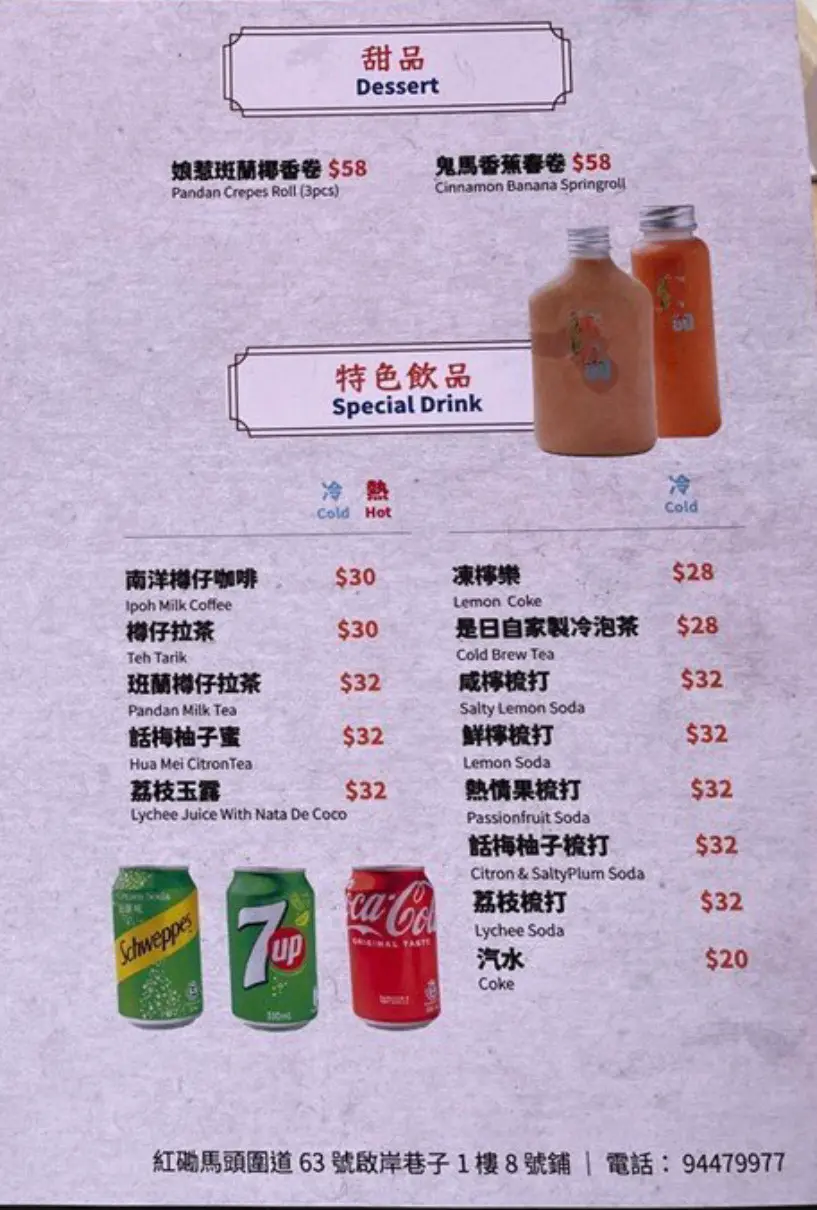 甜品
Dessert
娘惹斑蘭椰香卷 $58
Pandan Crepes Roll (3pcs)
鬼馬香蕉春卷 $58
Cinnamon Banana Springroll
特色飲品
Special Drink
冷 熱
Cold Hot
冷
Cold
南洋樽仔咖啡 $30
Ipoh Milk Coffee
樽仔拉茶 $30
Teh Tarik
班蘭樽仔拉茶 $32
Pandan Milk Tea
話梅柚子蜜 $32
Hua Mei CitronTea
荔枝玉露 $32
Lychee Juice With Nata De Coco
凍檸樂 $28
Lemon Coke
是日自家製冷泡茶 $28
Cold Brew Tea
咸檸梳打 $32
Salty Lemon Soda
鮮檸梳打 $32
Lemon Soda
熱情果梳打 $32
Passionfruit Soda
話梅柚子梳打 $32
Citron & SaltyPlum Soda
荔枝梳打 $32
Lychee Soda
汽水 $20
Coke
Cream Soda
Schweppes
7up
330mL
ca-Col
ORIGINAL TASTE
紅磡馬頭圍道 63 號啟岸巷子 1 樓 8 號鋪 | 電話： 94479977